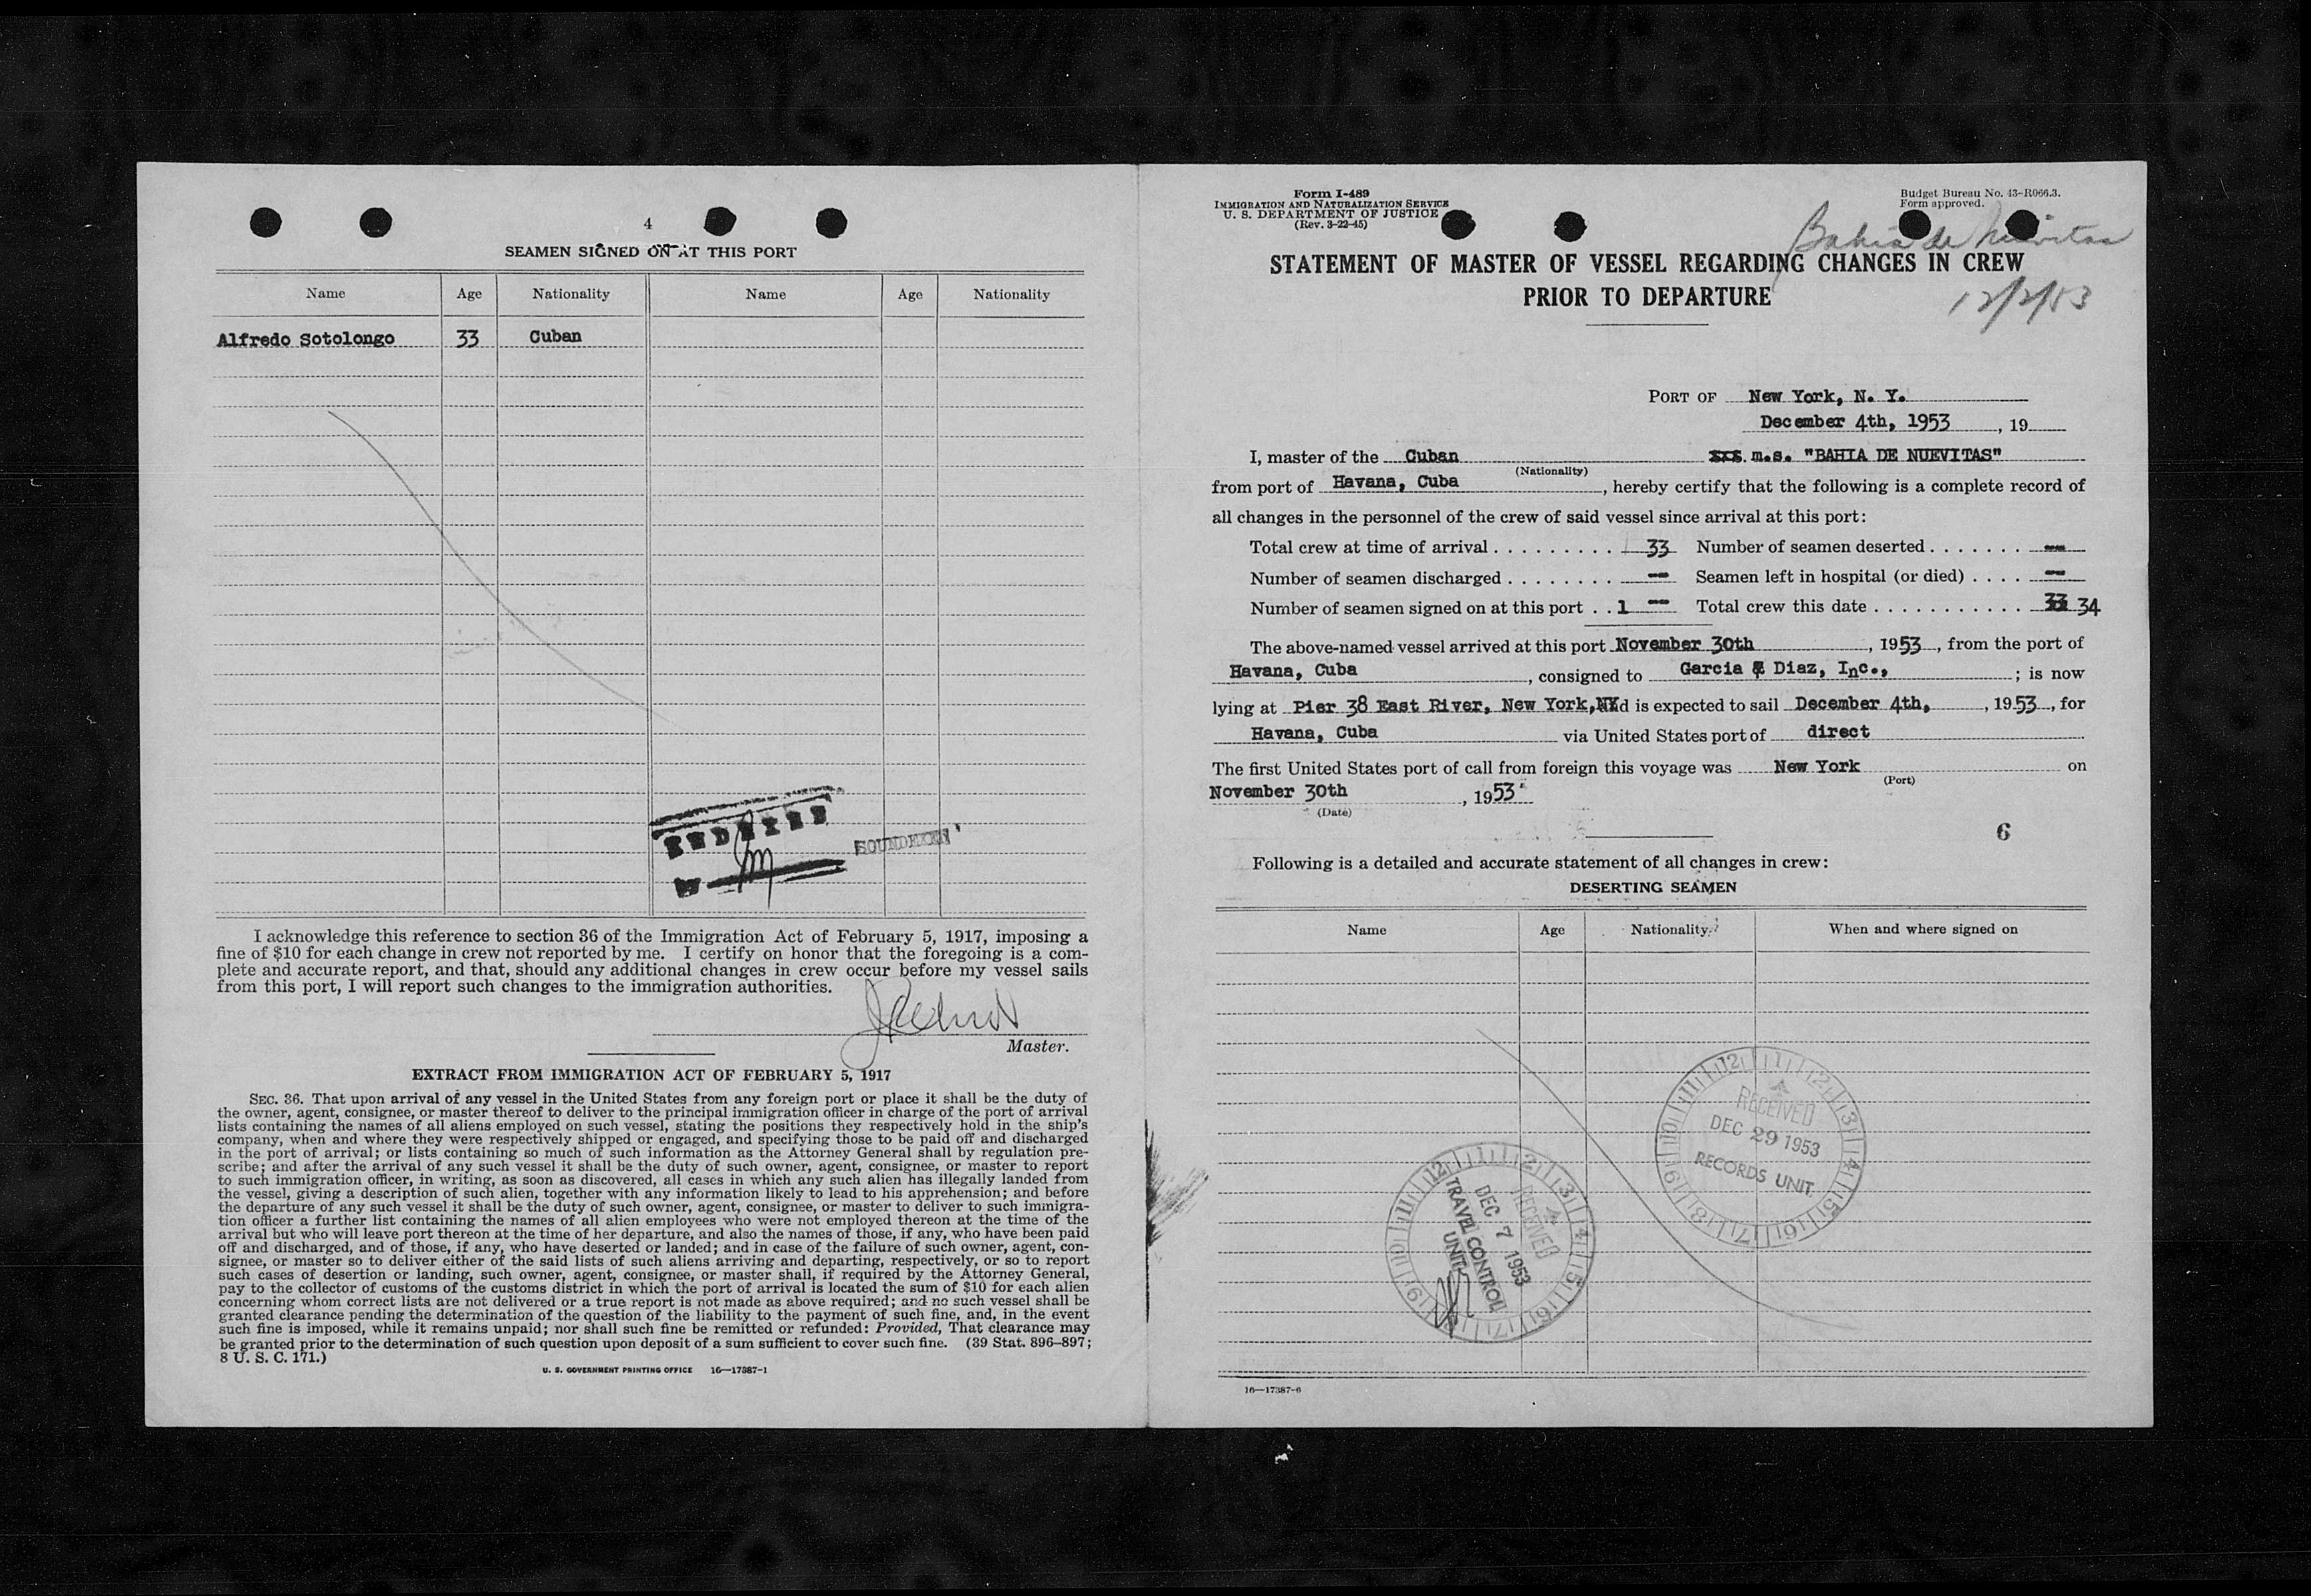 4
SEAMEN SIGNED ON AT THIS PORT
Name Age Nationality Name Age Nationality
Alfredo Sotolongo 33 Cuban
INDEXED
SOUNDEXED
I acknowledge this reference to section 36 of the Immigration Act of February 5, 1917, imposing a
fine of $10 for each change in crew not reported by me. I certify on honor that the foregoing is a com-
plete and accurate report, and that, should any additional changes in crew occur before my vessel sails
from this port, I will report such changes to the immigration authorities.
Master.
EXTRACT FROM IMMIGRATION ACT OF FEBRUARY 5, 1917
SEC. 36. That upon arrival of any vessel in the United States from any foreign port or place it shall be the duty of
the owner, agent, consignee, or master thereof to deliver to the principal immigration officer in charge of the port of arrival
lists containing the names of all aliens employed on such vessel, stating the positions they respectively hold in the ship's
company, when and where they were respectively shipped or engaged, and specifying those to be paid off and discharged
in the port of arrival; or lists containing so much of such information as the Attorney General shall by regulation pre-
scribe; and after the arrival of any such vessel it shall be the duty of such owner, agent, consignee, or master to report
to such immigration officer, in writing, as soon as discovered, all cases in which any such alien has illegally landed from
the vessel, giving a description of such alien, together with any information likely to lead to his apprehension; and before
the departure of any such vessel it shall be the duty of such owner, agent, consignee, or master to deliver to such immigra-
tion officer a further list containing the names of all alien employees who were not employed thereon at the time of the
arrival but who will leave port thereon at the time of her departure, and also the names of those, if any, who have been paid
off and discharged, and of those, if any, who have deserted or landed; and in case of the failure of such owner, agent, con-
signee, or master so to deliver either of the said lists of such aliens arriving and departing, respectively, or so to report
such cases of desertion or landing, such owner, agent, consignee, or master shall, if required by the Attorney General,
pay to the collector of customs of the customs district in which the port of arrival is located the sum of $10 for each alien
concerning whom correct lists are not delivered or a true report is not made as above required; and no such vessel shall be
granted clearance pending the determination of the question of the liability to the payment of such fine, and, in the event
such fine is imposed, while it remains unpaid; nor shall such fine be remitted or refunded: Provided, That clearance may
be granted prior to the determination of such question upon deposit of a sum sufficient to cover such fine. (39 Stat. 896–897;
8 U. S. C. 171.)
U. S. GOVERNMENT PRINTING OFFICE 16—17387-1
Form I-489
IMMIGRATION AND NATURALIZATION SERVICE
U. S. DEPARTMENT OF JUSTICE
(Rev. 3-22-45)
Budget Bureau No. 43-R066.3.
Form approved.
Bahia de Nuevitas
12/2/53
STATEMENT OF MASTER OF VESSEL REGARDING CHANGES IN CREW
PRIOR TO DEPARTURE
PORT OF New York, N. Y.
December 4th, 1953, 19
I, master of the Cuban m.s. "BAHIA DE NUEVITAS"
(Nationality)
from port of Havana, Cuba, hereby certify that the following is a complete record of
all changes in the personnel of the crew of said vessel since arrival at this port:
Total crew at time of arrival . . . . . . . . . 33 Number of seamen deserted . . . . . . . --
Number of seamen discharged . . . . . . . . -- Seamen left in hospital (or died) . . . . --
Number of seamen signed on at this port . . 1 -- Total crew this date . . . . . . . . . . . 33 34
The above-named vessel arrived at this port November 30th, 1953, from the port of
Havana, Cuba, consigned to Garcia & Diaz, Inc.,; is now
lying at Pier 38 East River, New York,NYd is expected to sail December 4th,, 1953, for
Havana, Cuba via United States port of direct
The first United States port of call from foreign this voyage was New York on
(Port)
November 30th, 1953
(Date)
6
Following is a detailed and accurate statement of all changes in crew:
DESERTING SEAMEN
Name Age Nationality When and where signed on
RECEIVED
DEC 29 1953
RECORDS UNIT
RECEIVED
DEC 7 1953
TRAVEL CONTROL
UNIT
16—17387-6